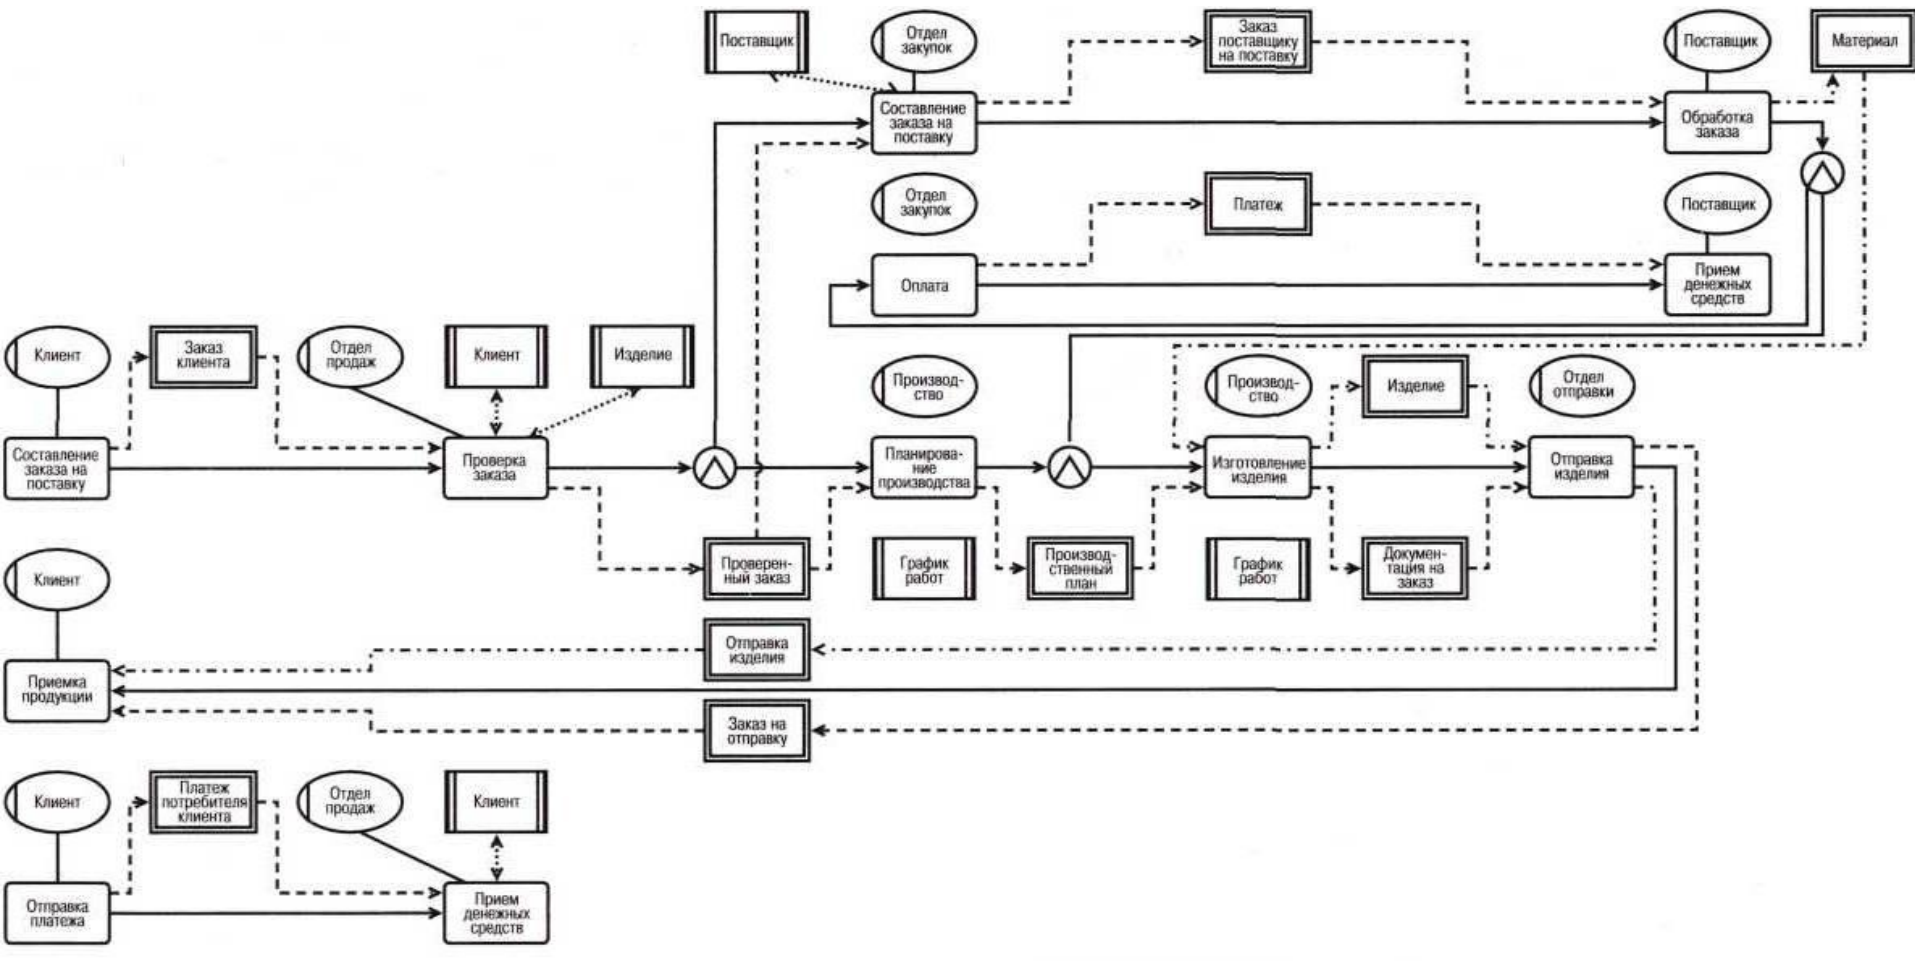 Поставщик
Отдел
закупок
Заказ
поставщику
на поставку
Поставщик
Материал
Составление
заказа на
поставку
Обработка
заказа
Отдел
закупок
Платеж
Поставщик
Оплата
Прием
денежных
средств
Клиент
Заказ
клиента
Отдел
продаж
Клиент
Изделие
Производ-
ство
Производ-
ство
Изделие
Отдел
отправки
Составление
заказа на
поставку
Проверка
заказа
Планирова-
ние
производства
Изготовление
изделия
Отправка
изделия
Клиент
Проверен-
ный заказ
График
работ
Производ-
ственный
план
График
работ
Докумен-
тация на
заказ
Отправка
изделия
Приемка
продукции
Заказ на
отправку
Клиент
Платеж
потребителя
клиента
Отдел
продаж
Клиент
Отправка
платежа
Прием
денежных
средств